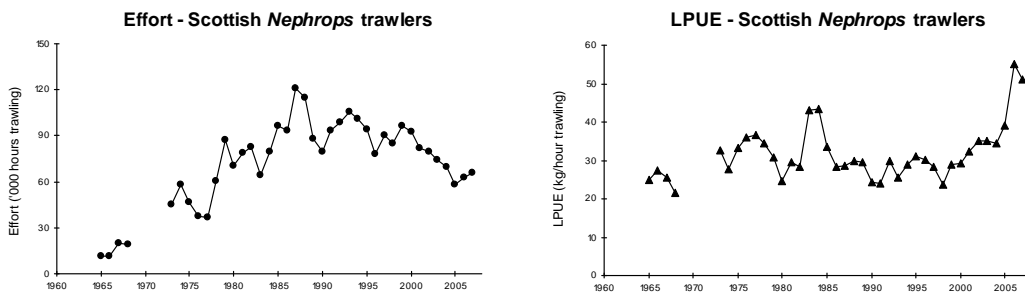 Effort - Scottish Nephrops trawlers
150
120
90
60
30
0
Effort ('000 hours trawling)
1960 1965 1970 1975 1980 1985 1990 1995 2000 2005
LPUE - Scottish Nephrops trawlers
60
50
40
30
20
10
0
LPUE (kg/hour trawling)
1960 1965 1970 1975 1980 1985 1990 1995 2000 2005